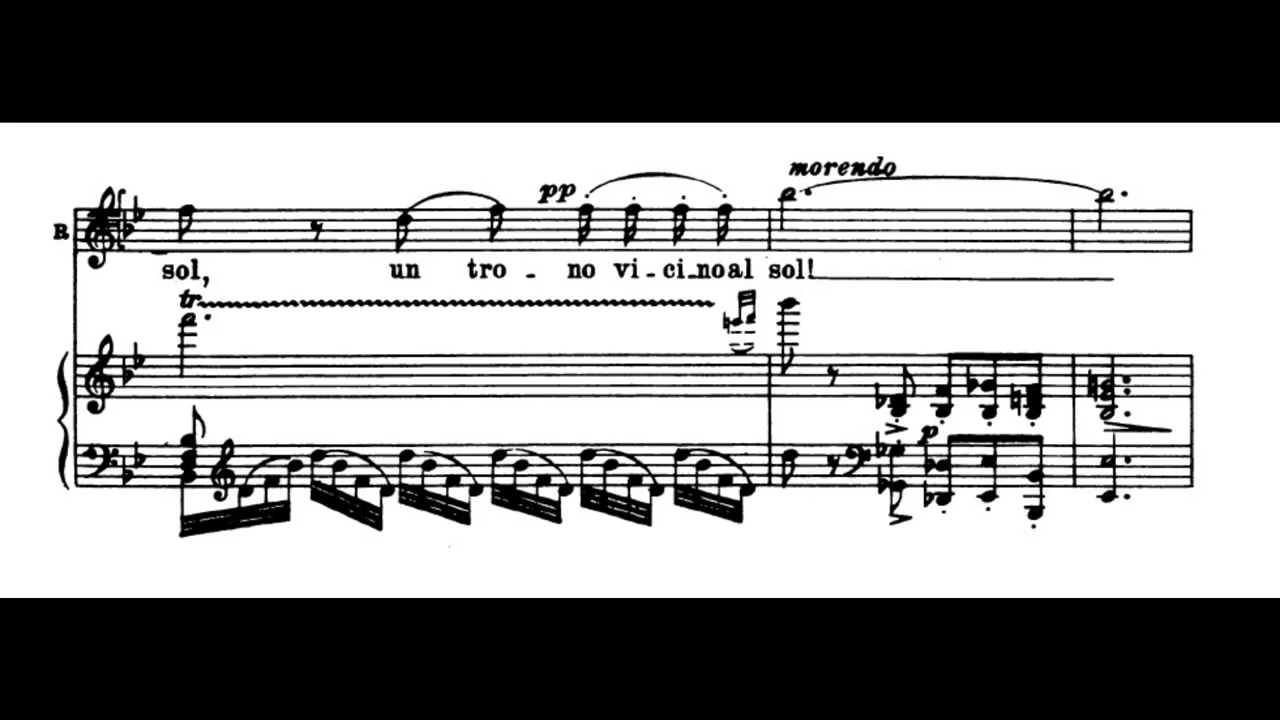 morendo
pp
R
sol, un tro - no vi - ci - no al sol!
tr
p